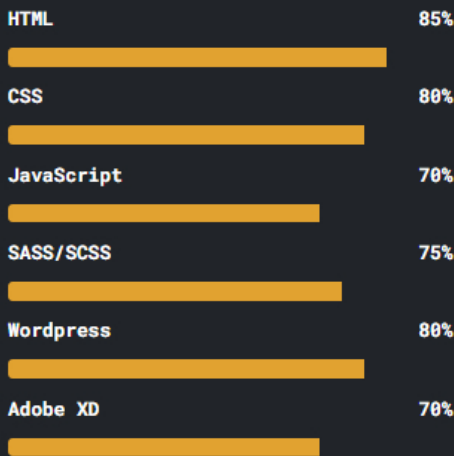 HTML 85%
CSS 80%
JavaScript 70%
SASS/SCSS 75%
Wordpress 80%
Adobe XD 70%